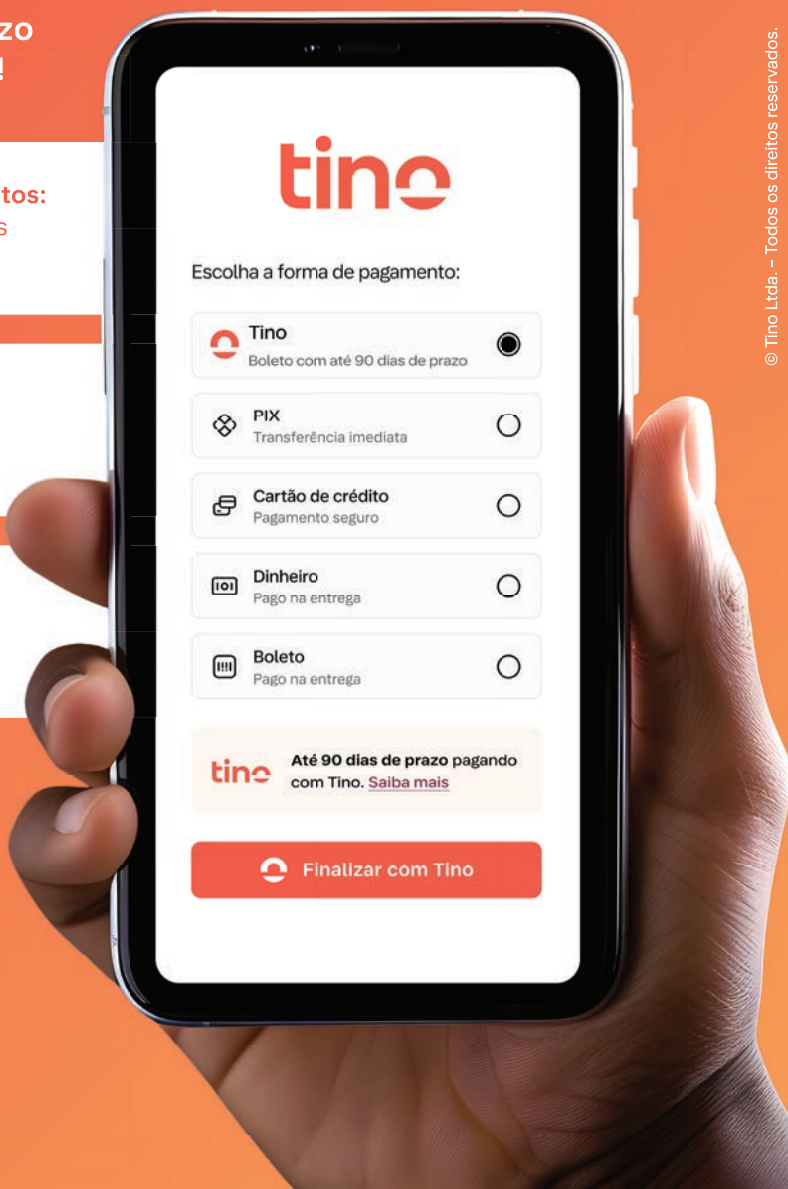 zo
!
tos:
s
tino
Escolha a forma de pagamento:
Tino
Boleto com até 90 dias de prazo
PIX
Transferência imediata
Cartão de crédito
Pagamento seguro
Dinheiro
Pago na entrega
Boleto
Pago na entrega
tino
Até 90 dias de prazo pagando
com Tino. Saiba mais
Finalizar com Tino
© Tino Ltda. – Todos os direitos reservados.